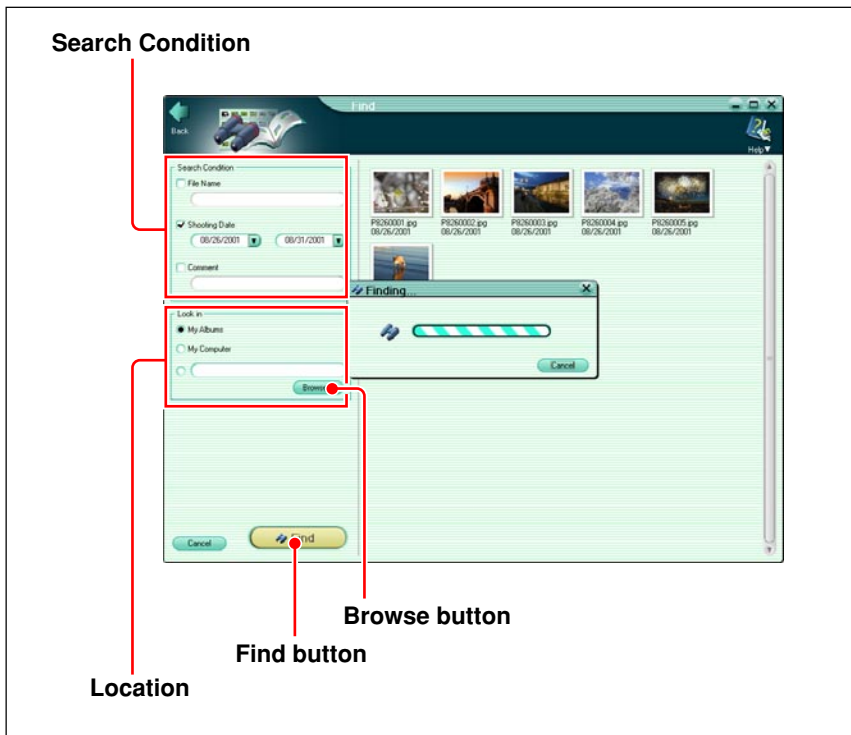 Search Condition
Find
Back
Help
Search Condition
File Name
Shooting Date
08/26/2001 08/31/2001
Comment
Look in
My Albums
My Computer
Browse
Cancel
Find
P8260001.jpg
08/26/2001
P8260002.jpg
08/26/2001
P8260003.jpg
08/26/2001
P8260004.jpg
08/26/2001
P8260005.jpg
08/26/2001
Finding...
Cancel
Browse button
Find button
Location